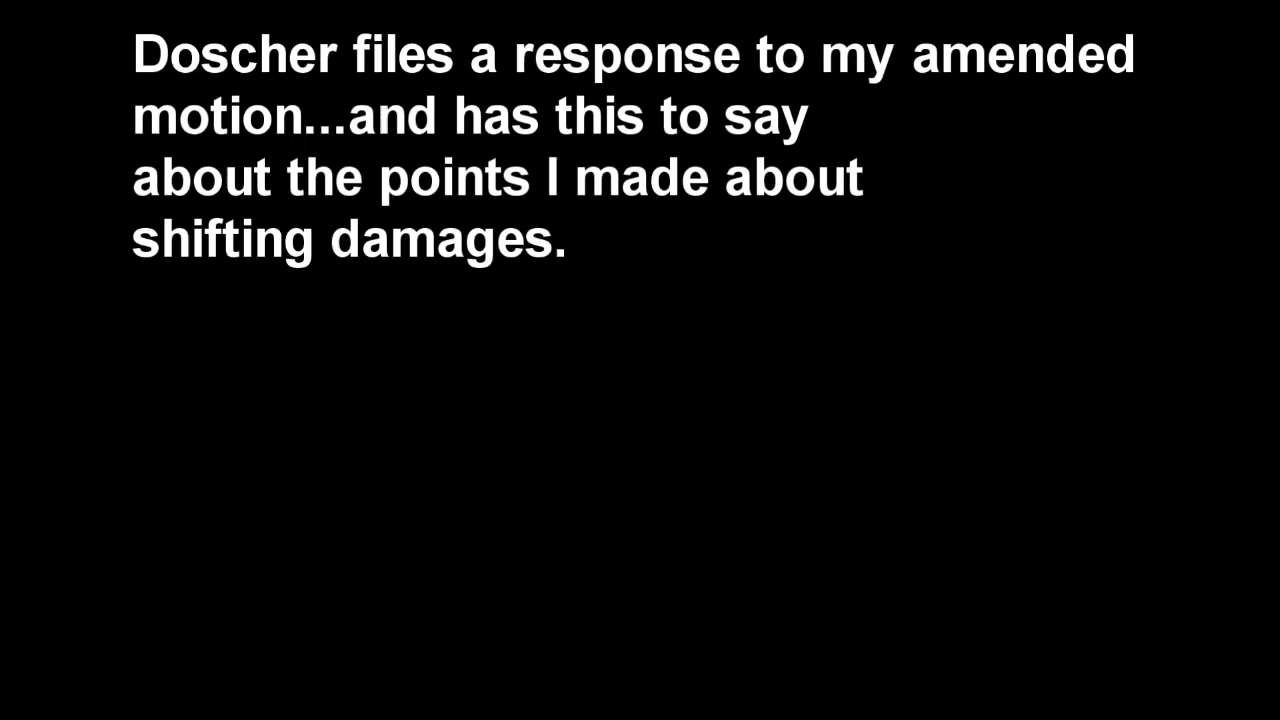 Doscher files a response to my amended
motion...and has this to say
about the points I made about
shifting damages.